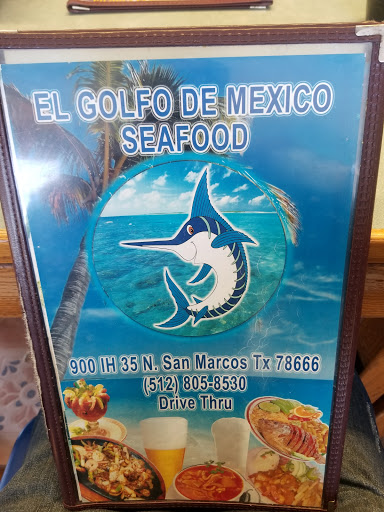 EL GOLFO DE MEXICO
SEAFOOD
900 IH 35 N. San Marcos Tx 78666
(512) 805-8530
Drive Thru